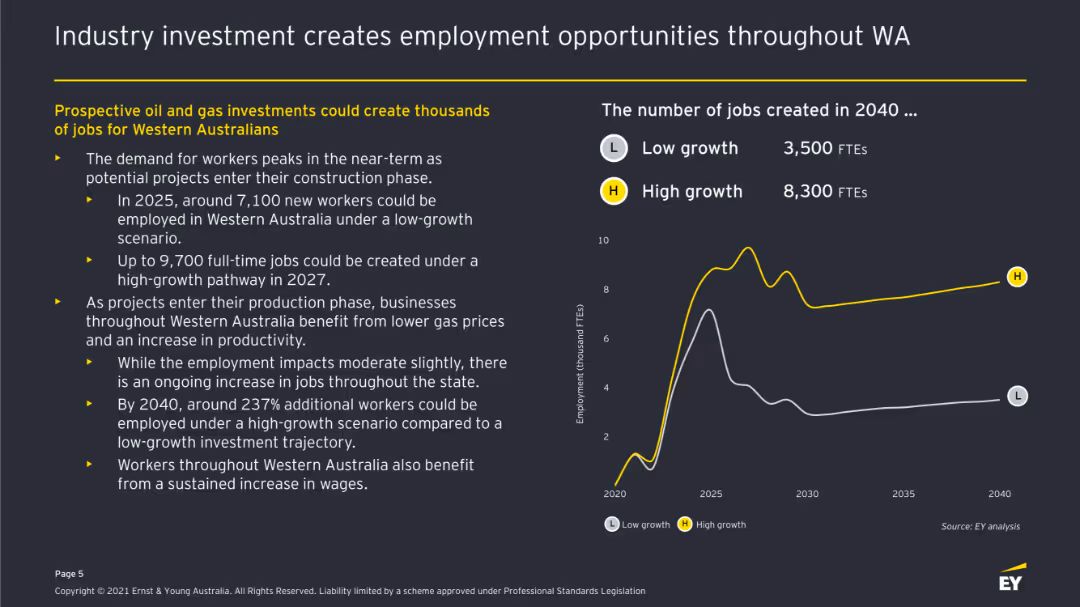 Industry investment creates employment opportunities throughout WA
Prospective oil and gas investments could create thousands
of jobs for Western Australians
The demand for workers peaks in the near-term as
potential projects enter their construction phase.
In 2025, around 7,100 new workers could be
employed in Western Australia under a low-growth
scenario.
Up to 9,700 full-time jobs could be created under a
high-growth pathway in 2027.
As projects enter their production phase, businesses
throughout Western Australia benefit from lower gas prices
and an increase in productivity.
While the employment impacts moderate slightly, there
is an ongoing increase in jobs throughout the state.
By 2040, around 237% additional workers could be
employed under a high-growth scenario compared to a
low-growth investment trajectory.
Workers throughout Western Australia also benefit
from a sustained increase in wages.
The number of jobs created in 2040 ...
L Low growth 3,500 FTEs
H High growth 8,300 FTEs
Employment (thousand FTEs)
10
8
6
4
2
H
L
2020 2025 2030 2035 2040
L Low growth H High growth
Source: EY analysis
Page 5
Copyright © 2021 Ernst & Young Australia. All Rights Reserved. Liability limited by a scheme approved under Professional Standards Legislation
EY